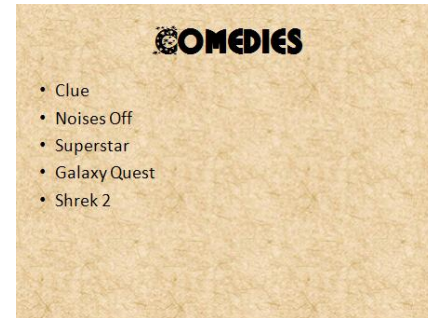 COMEDIES
• Clue
• Noises Off
• Superstar
• Galaxy Quest
• Shrek 2